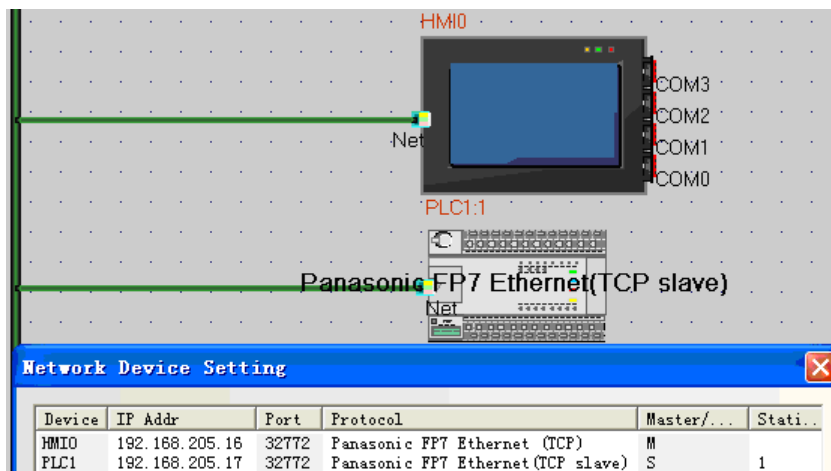 HMI0
COM3
COM2
COM1
COM0
Net
PLC1:1
Panasonic FP7 Ethernet(TCP slave)
Net
Network Device Setting
Device IP Addr Port Protocol Master/... Stati..
HMI0 192.168.205.16 32772 Panasonic FP7 Ethernet (TCP) M
PLC1 192.168.205.17 32772 Panasonic FP7 Ethernet(TCP slave) S 1